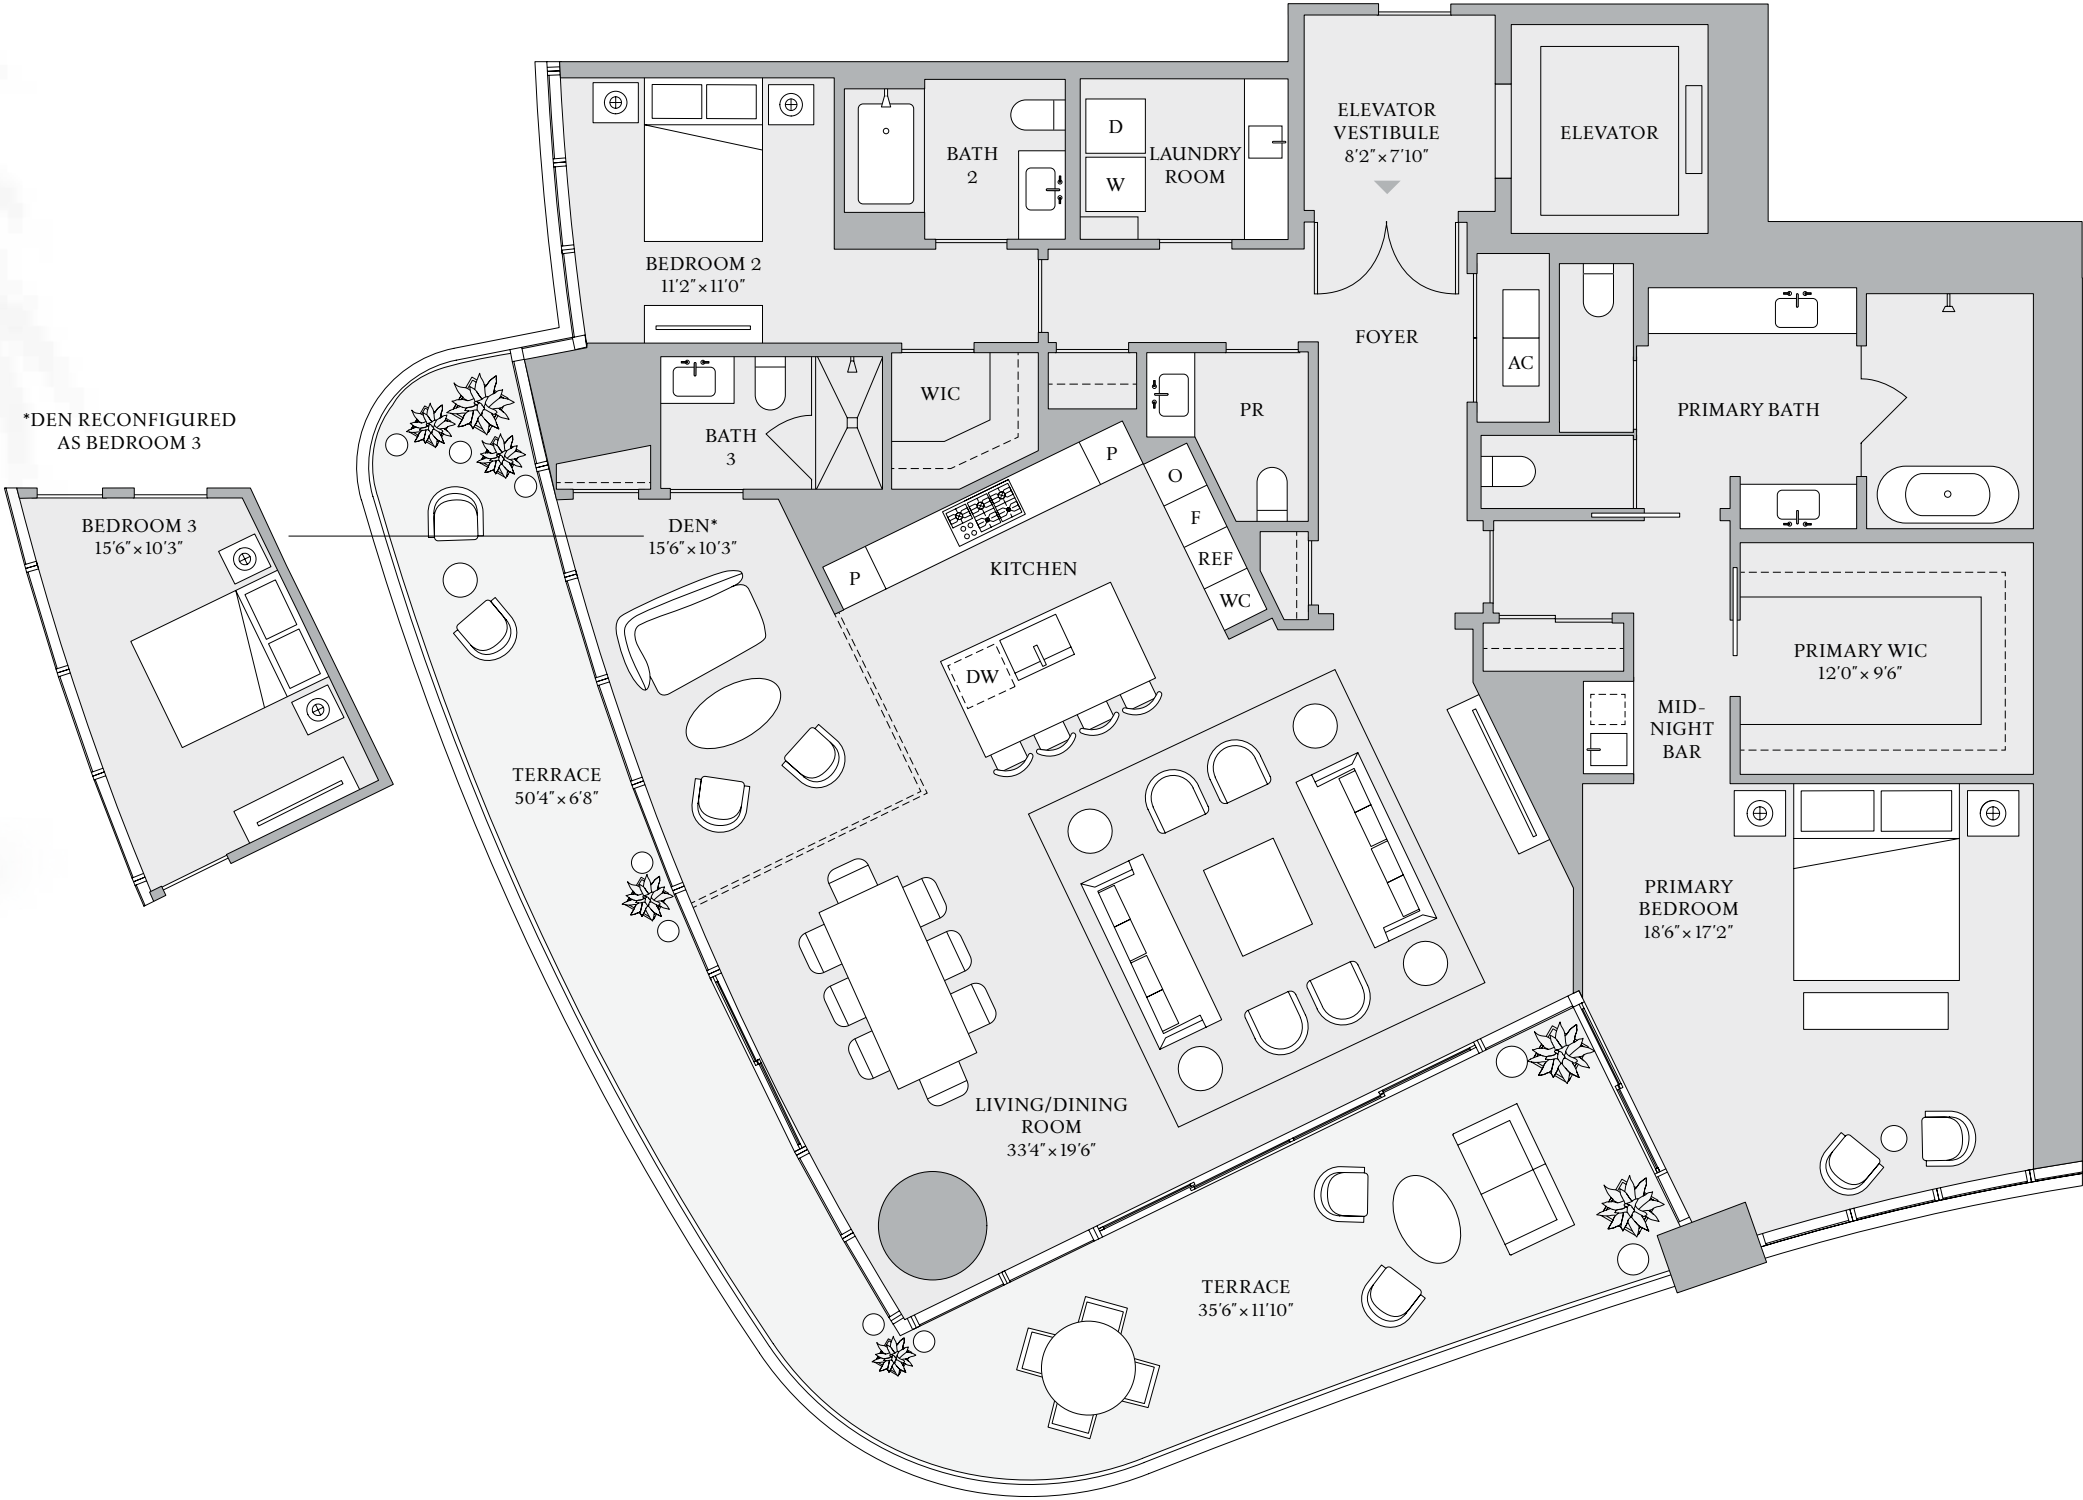 ELEVATOR
VESTIBULE
8'2"×7'10"
ELEVATOR
D
W
LAUNDRY
ROOM
BATH
2
BEDROOM 2
11'2"×11'0"
FOYER
AC
WIC
PR
PRIMARY BATH
BATH
3
*DEN RECONFIGURED
AS BEDROOM 3
BEDROOM 3
15'6"×10'3"
DEN*
15'6"×10'3"
P
P
O
F
REF
WC
KITCHEN
DW
PRIMARY WIC
12'0"×9'6"
MID-
NIGHT
BAR
TERRACE
50'4"×6'8"
PRIMARY
BEDROOM
18'6"×17'2"
LIVING/DINING
ROOM
33'4"×19'6"
TERRACE
35'6"×11'10"